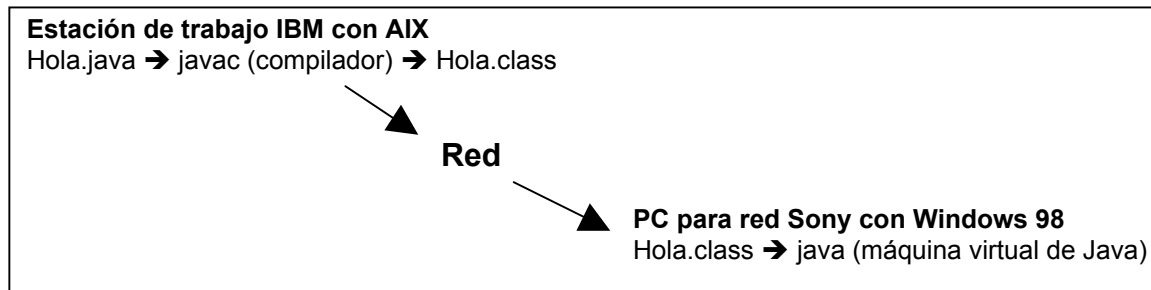 Estación de trabajo IBM con AIX
Hola.java ➔ javac (compilador) ➔ Hola.class
Red
PC para red Sony con Windows 98
Hola.class ➔ java (máquina virtual de Java)